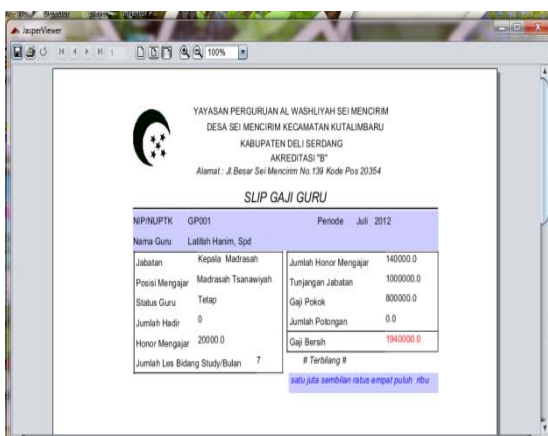 JasperViewer
100%
YAYASAN PERGURUAN AL WASHLIYAH SEI MENCIRIM
DESA SEI MENCIRIM KECAMATAN KUTALIMBARU
KABUPATEN DELI SERDANG
AKREDITASI "B"
Alamat : Jl.Besar Sei Mencirim No.139 Kode Pos 20354
SLIP GAJI GURU
NIP/NUPTK GP001 Periode Juli 2012
Nama Guru Latifah Hanim, Spd
Jabatan Kepala Madrasah
Posisi Mengajar Madrasah Tsanawiyah
Status Guru Tetap
Jumlah Hadir 0
Honor Mengajar 20000.0
Jumlah Les Bidang Study/Bulan 7
Jumlah Honor Mengajar 140000.0
Tunjangan Jabatan 1000000.0
Gaji Pokok 800000.0
Jumlah Potongan 0.0
Gaji Bersih 1940000.0
# Terbilang #
satu juta sembilan ratus empat puluh ribu